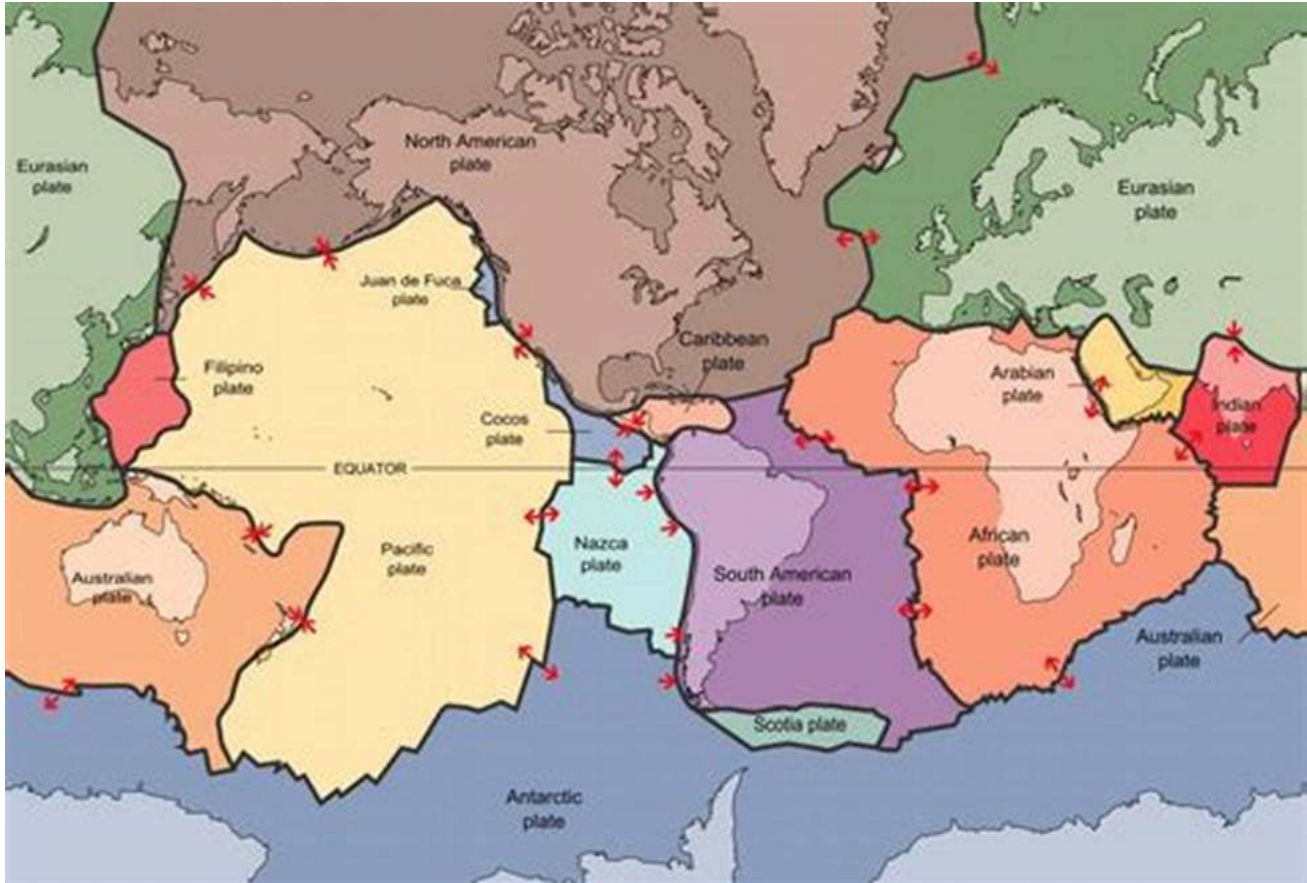 North American
plate
Eurasian
plate
Eurasian
plate
Juan de Fuca
plate
Caribbean
plate
Filipino
plate
Arabian
plate
Cocos
plate
Indian
plate
EQUATOR
Nazca
plate
Pacific
plate
African
plate
Australian
plate
South American
plate
Australian
plate
Scotia plate
Antarctic
plate